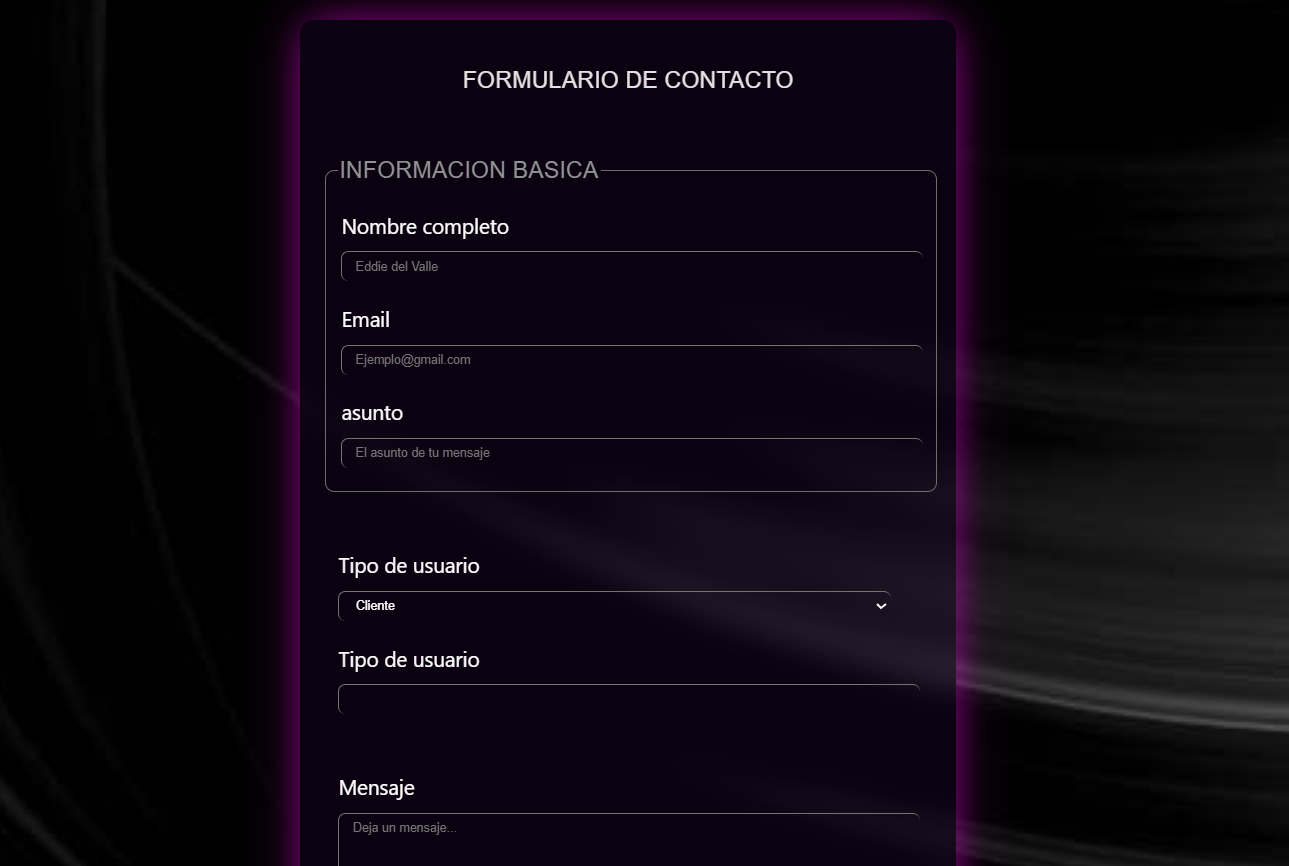 FORMULARIO DE CONTACTO
INFORMACION BASICA
Nombre completo
Eddie del Valle
Email
Ejemplo@gmail.com
asunto
El asunto de tu mensaje
Tipo de usuario
Cliente
Tipo de usuario
Mensaje
Deja un mensaje...